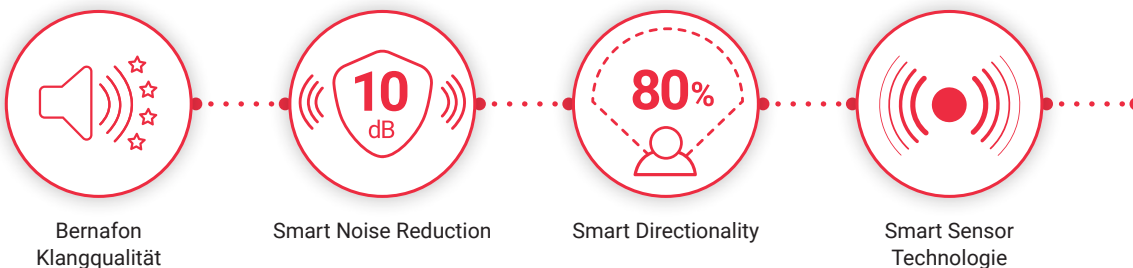 10
dB
80%
Bernafon
Klangqualität
Smart Noise Reduction
Smart Directionality
Smart Sensor
Technologie